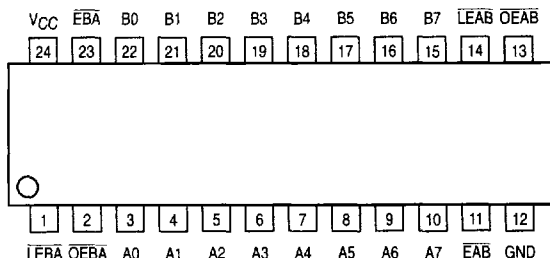 VCC EBA B0 B1 B2 B3 B4 B5 B6 B7 LEAB OEAB
24 23 22 21 20 19 18 17 16 15 14 13
1 2 3 4 5 6 7 8 9 10 11 12
LEBA OEBA A0 A1 A2 A3 A4 A5 A6 A7 EAB GND